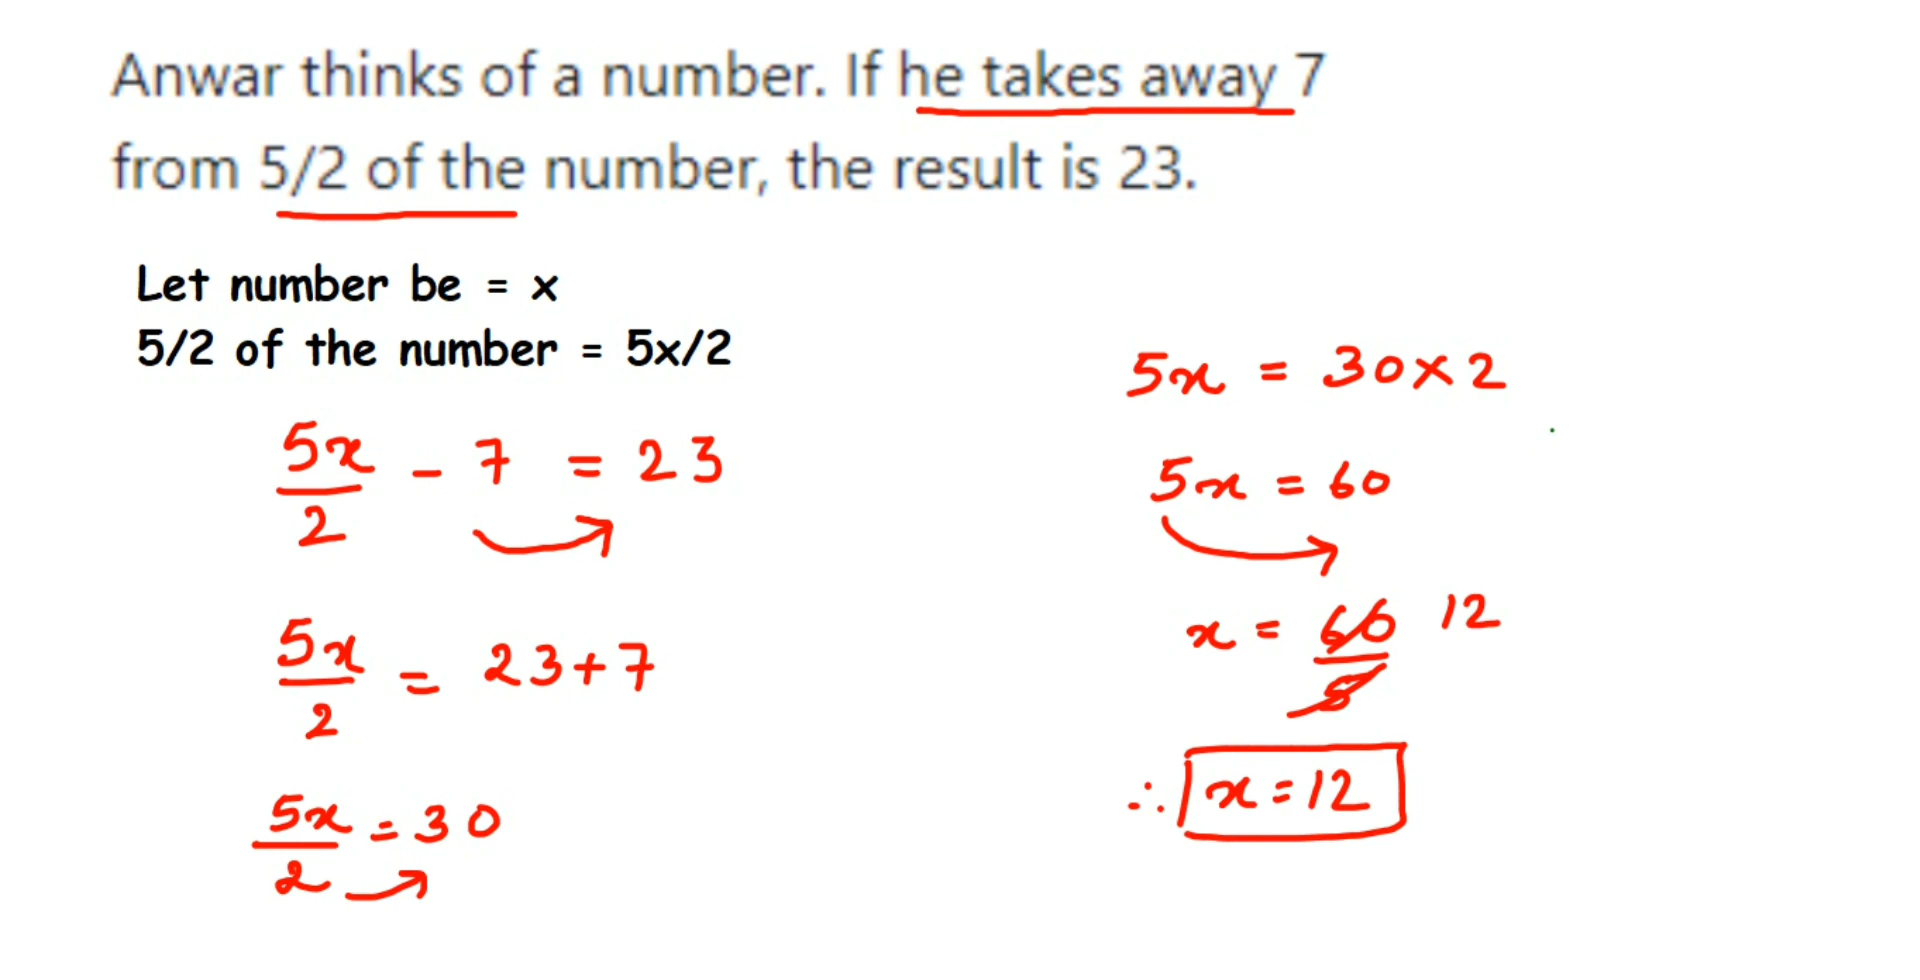 Anwar thinks of a number. If he takes away 7
from 5/2 of the number, the result is 23.
Let number be = x
5/2 of the number = 5x/2
5x/2 - 7 = 23
5x/2 = 23+7
5x/2 = 30
5x = 30×2
5x = 60
x = 60/5 12
∴ x = 12